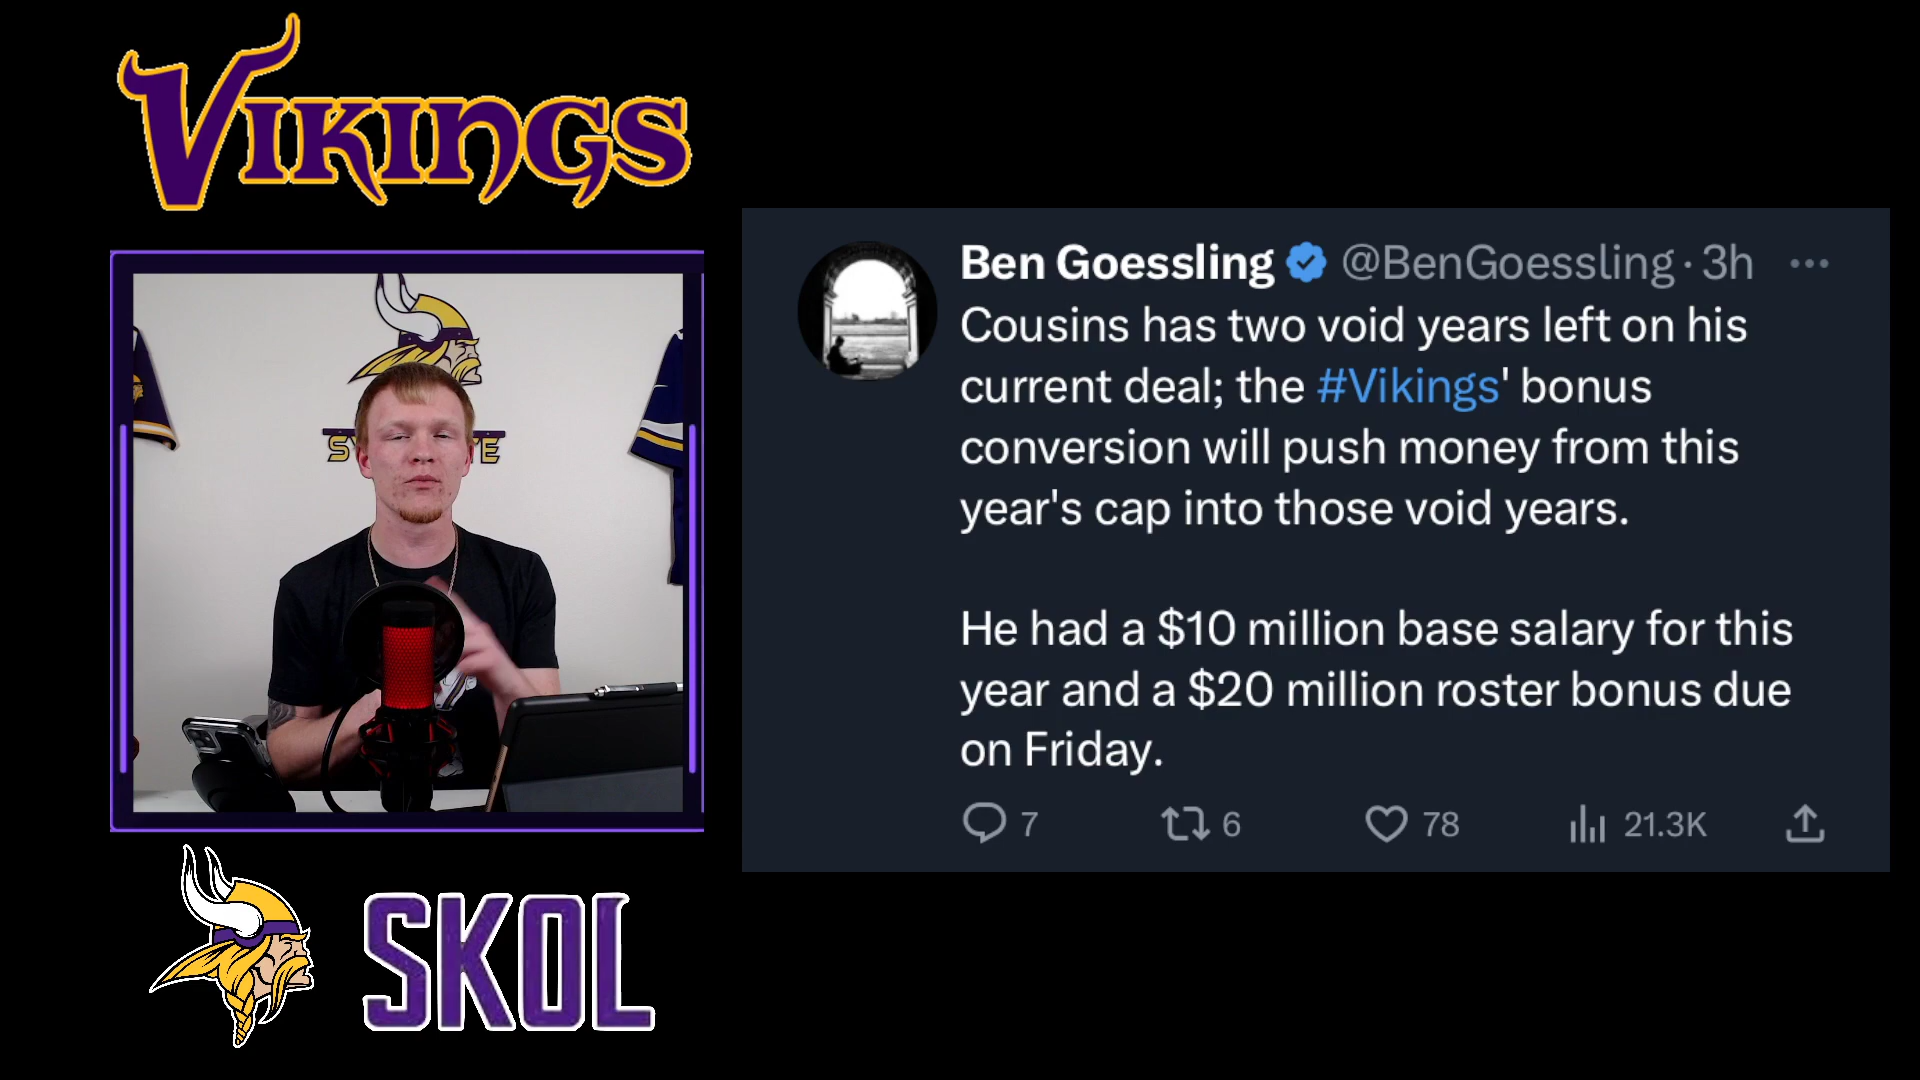 VIKINGS
Ben Goessling @BenGoessling · 3h
Cousins has two void years left on his
current deal; the #Vikings' bonus
conversion will push money from this
year's cap into those void years.
He had a $10 million base salary for this
year and a $20 million roster bonus due
on Friday.
7 6 78 21.3K
SKOL